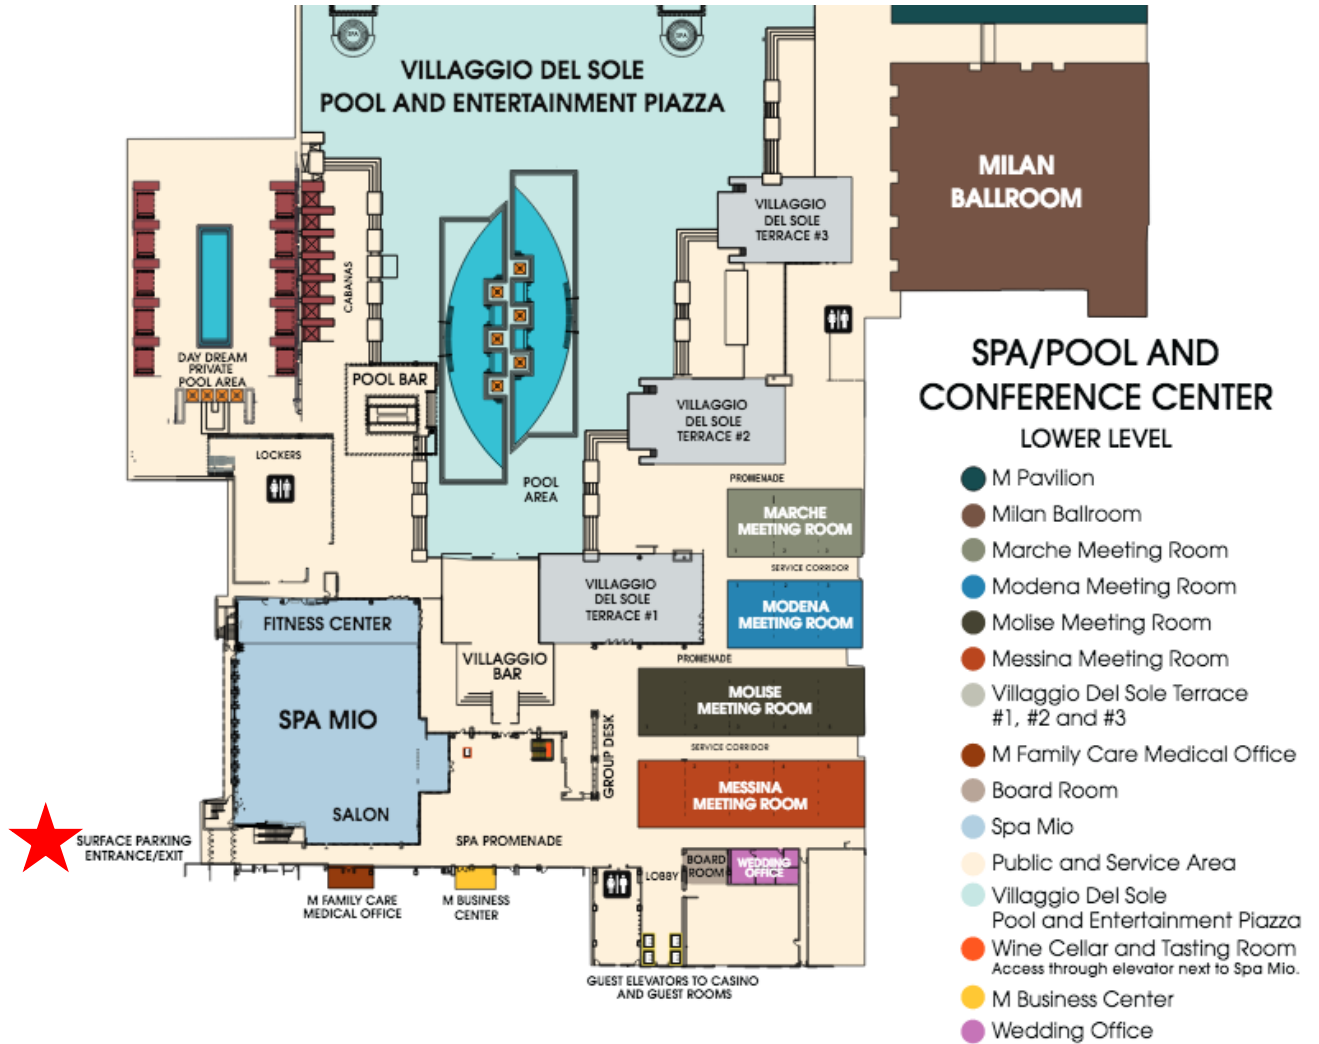 SPA
SPA
VILLAGGIO DEL SOLE
POOL AND ENTERTAINMENT PIAZZA
MILAN
BALLROOM
VILLAGGIO
DEL SOLE
TERRACE #3
CABANAS
DAY DREAM
PRIVATE
POOL AREA
POOL BAR
VILLAGGIO
DEL SOLE
TERRACE #2
LOCKERS
POOL
AREA
PROMENADE
MARCHE
MEETING ROOM
SERVICE CORRIDOR
VILLAGGIO
DEL SOLE
TERRACE #1
MODENA
MEETING ROOM
FITNESS CENTER
VILLAGGIO
BAR
PROMENADE
MOLISE
MEETING ROOM
SPA MIO
GROUP DESK
SERVICE CORRIDOR
MESSINA
MEETING ROOM
SALON
SPA PROMENADE
SURFACE PARKING
ENTRANCE/EXIT
BOARD
ROOM
WEDDING
OFFICE
LOBBY
M FAMILY CARE
MEDICAL OFFICE
M BUSINESS
CENTER
GUEST ELEVATORS TO CASINO
AND GUEST ROOMS
SPA/POOL AND
CONFERENCE CENTER
LOWER LEVEL
M Pavilion
Milan Ballroom
Marche Meeting Room
Modena Meeting Room
Molise Meeting Room
Messina Meeting Room
Villaggio Del Sole Terrace
#1, #2 and #3
M Family Care Medical Office
Board Room
Spa Mio
Public and Service Area
Villaggio Del Sole
Pool and Entertainment Piazza
Wine Cellar and Tasting Room
Access through elevator next to Spa Mio.
M Business Center
Wedding Office